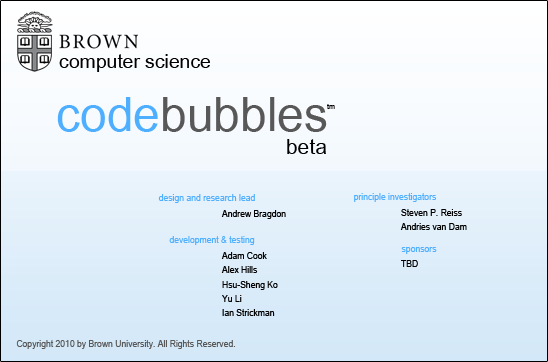 BROWN
computer science
codebubbles™
beta
design and research lead
Andrew Bragdon
development & testing
Adam Cook
Alex Hills
Hsu-Sheng Ko
Yu Li
Ian Strickman
principle investigators
Steven P. Reiss
Andries van Dam
sponsors
TBD
Copyright 2010 by Brown University. All Rights Reserved.